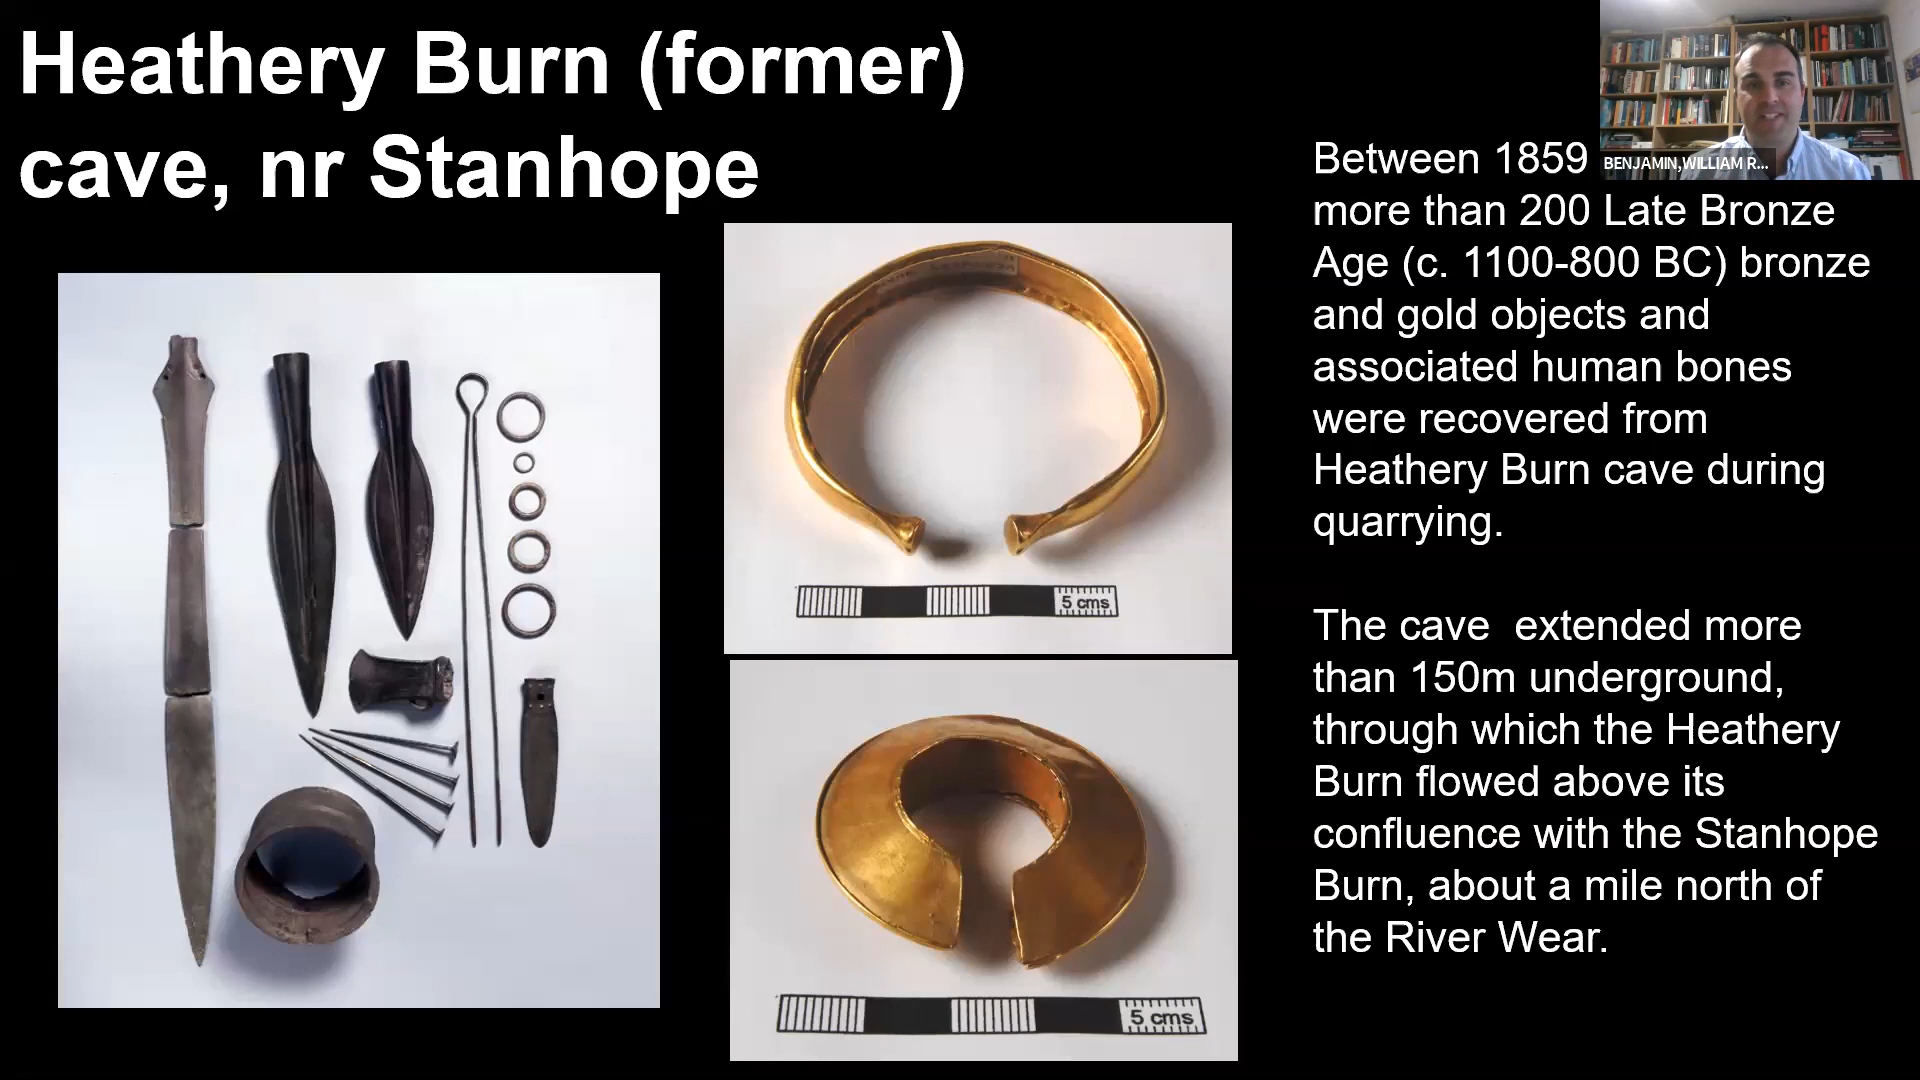 Heathery Burn (former)
cave, nr Stanhope
BENJAMIN,WILLIAM R...
Between 1859
more than 200 Late Bronze
Age (c. 1100-800 BC) bronze
and gold objects and
associated human bones
were recovered from
Heathery Burn cave during
quarrying.
The cave  extended more
than 150m underground,
through which the Heathery
Burn flowed above its
confluence with the Stanhope
Burn, about a mile north of
the River Wear.
5 cms
5 cms